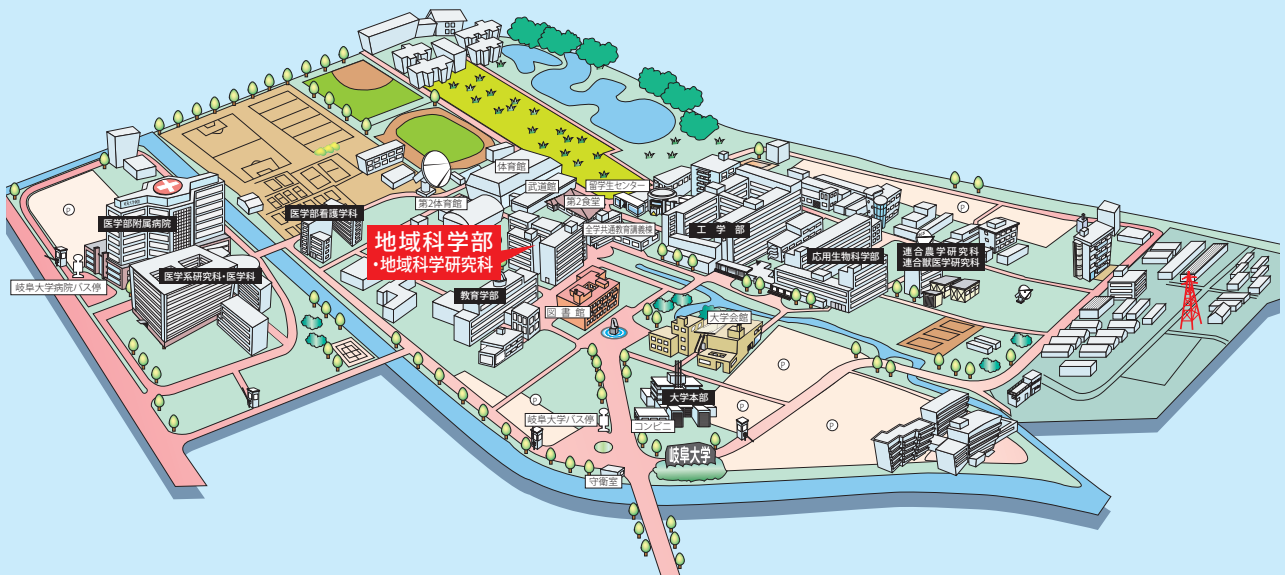 体育館
武道館
留学生センター
第2体育館
第2食堂
医学部看護学科
医学部附属病院
全学共通教育講義棟
工学部
地域科学部
・地域科学研究科
連合農学研究科
連合獣医学研究科
応用生物科学部
医学系研究科・医学科
岐阜大学病院バス停
教育学部
図書館
大学会館
大学本部
岐阜大学バス停
コンビニ
岐阜大学
守衛室
P
P
P
P
P
P